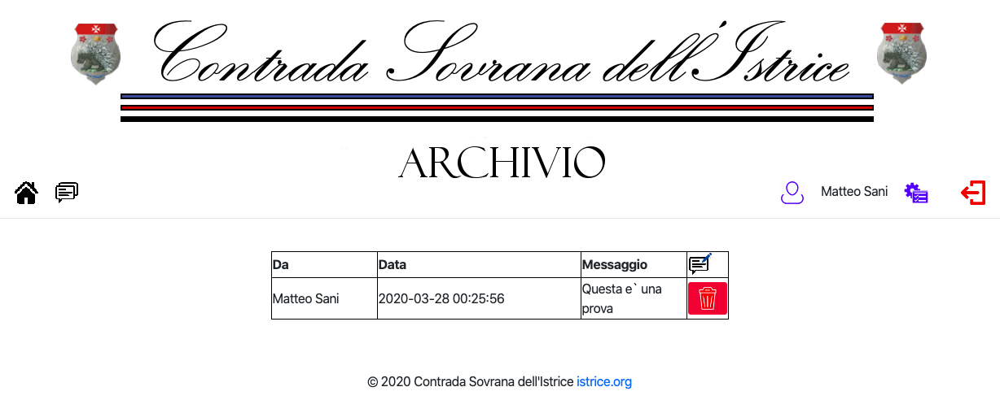 Contrada Sovrana dell'Istrice
ARCHIVIO
Matteo Sani
Da Data Messaggio
Matteo Sani 2020-03-28 00:25:56 Questa e` una
prova
© 2020 Contrada Sovrana dell'Istrice istrice.org